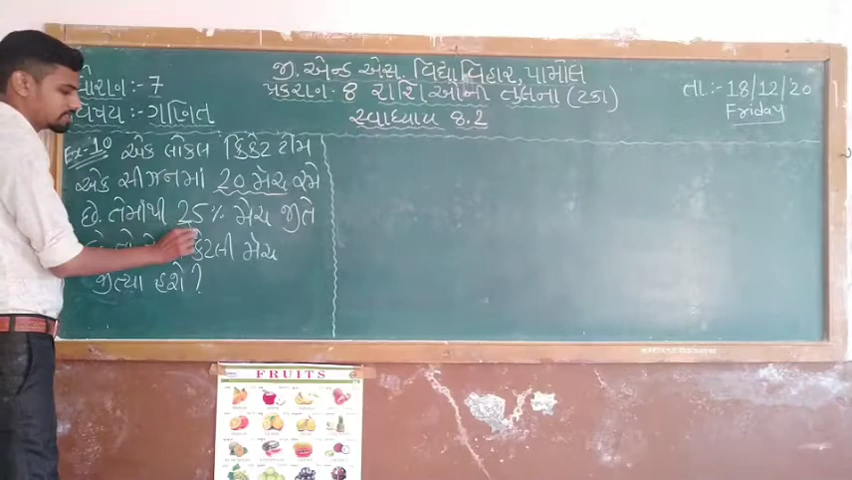 જી. એન્ડ એસ. વિદ્યાવિહાર, પામોલ
ધોરણ :- 7
પ્રકરણ : 8 રાશિઓની તુલના (ટકા)
તા :- 18/12/20
Friday
વિષય :- ગણિત
સ્વાધ્યાય 8.2
Ex-10 એક લોકલ ક્રિકેટ ટીમ
એક સીઝનમાં 20 મેચ રમે
છે. તેમાંથી 25% મેચ જીતે
કેટલી મેચ
જીત્યા હશે?
FRUITS